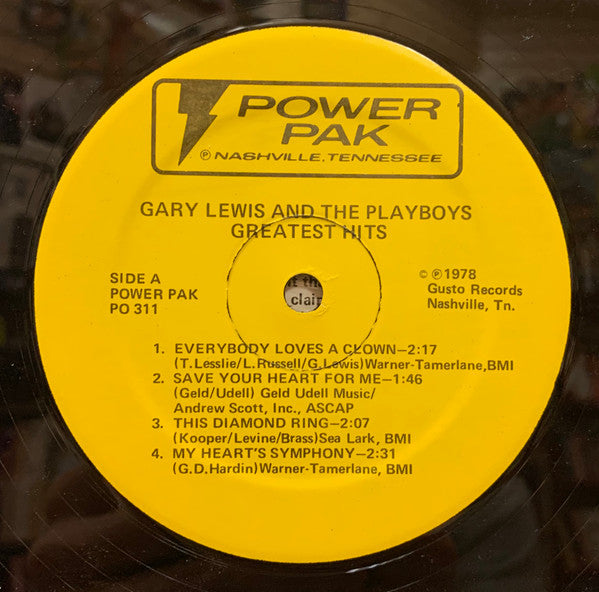 POWER
PAK
℗ NASHVILLE, TENNESSEE
GARY LEWIS AND THE PLAYBOYS
GREATEST HITS
SIDE A
POWER PAK
PO 311
© ℗ 1978
Gusto Records
Nashville, Tn.
1. EVERYBODY LOVES A CLOWN—2:17
(T.Lesslie/L.Russell/G.Lewis)Warner-Tamerlane,BMI
2. SAVE YOUR HEART FOR ME—1:46
(Geld/Udell) Geld Udell Music/
Andrew Scott, Inc., ASCAP
3. THIS DIAMOND RING—2:07
(Kooper/Levine/Brass)Sea Lark, BMI
4. MY HEART'S SYMPHONY—2:31
(G.D.Hardin)Warner-Tamerlane, BMI